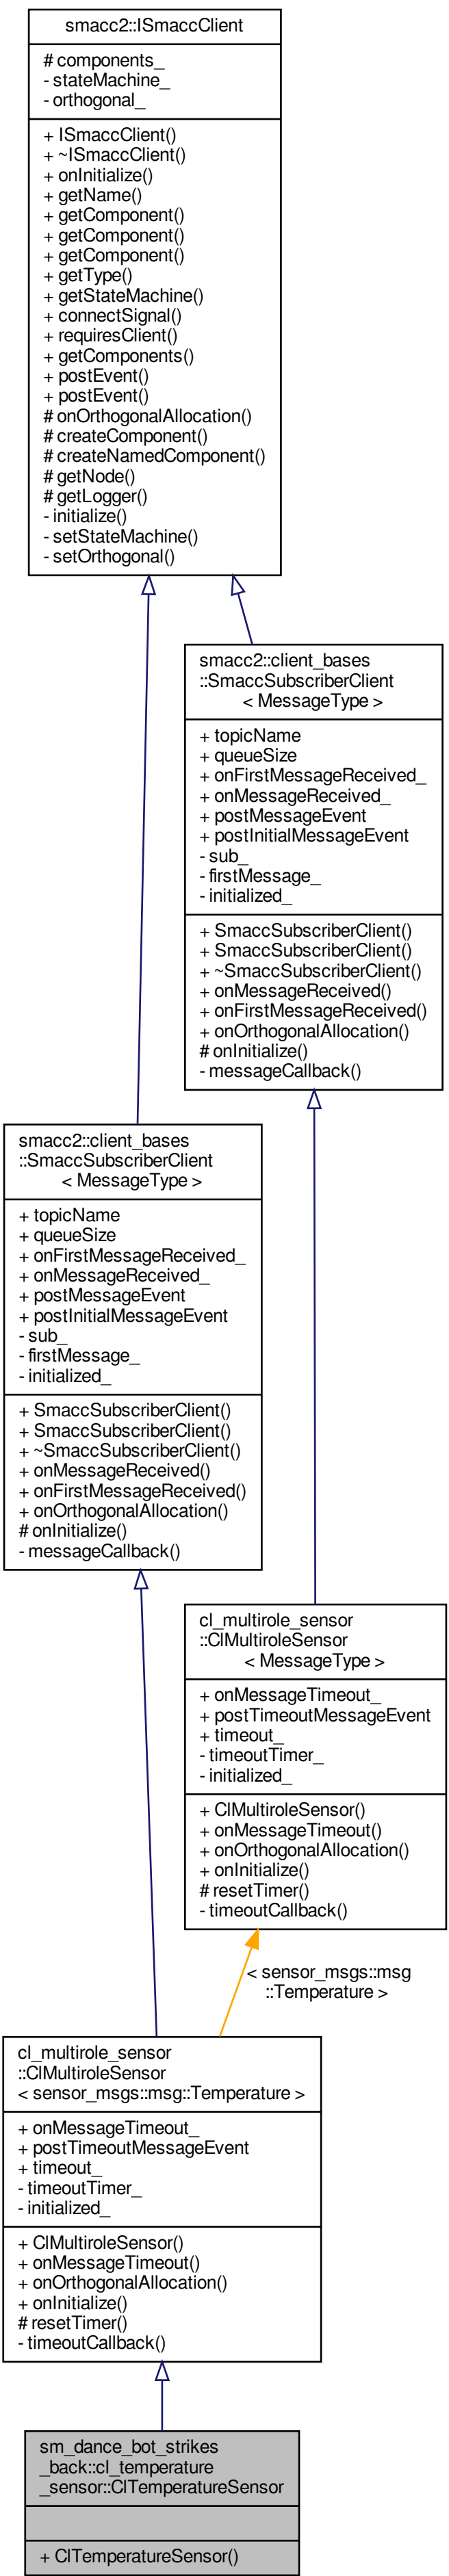 smacc2::ISmaccClient
# components_
- stateMachine_
- orthogonal_
+ ISmaccClient()
+ ~ISmaccClient()
+ onInitialize()
+ getName()
+ getComponent()
+ getComponent()
+ getComponent()
+ getType()
+ getStateMachine()
+ connectSignal()
+ requiresClient()
+ getComponents()
+ postEvent()
+ postEvent()
# onOrthogonalAllocation()
# createComponent()
# createNamedComponent()
# getNode()
# getLogger()
- initialize()
- setStateMachine()
- setOrthogonal()
smacc2::client_bases
::SmaccSubscriberClient
< MessageType >
+ topicName
+ queueSize
+ onFirstMessageReceived_
+ onMessageReceived_
+ postMessageEvent
+ postInitialMessageEvent
- sub_
- firstMessage_
- initialized_
+ SmaccSubscriberClient()
+ SmaccSubscriberClient()
+ ~SmaccSubscriberClient()
+ onMessageReceived()
+ onFirstMessageReceived()
+ onOrthogonalAllocation()
# onInitialize()
- messageCallback()
smacc2::client_bases
::SmaccSubscriberClient
< MessageType >
+ topicName
+ queueSize
+ onFirstMessageReceived_
+ onMessageReceived_
+ postMessageEvent
+ postInitialMessageEvent
- sub_
- firstMessage_
- initialized_
+ SmaccSubscriberClient()
+ SmaccSubscriberClient()
+ ~SmaccSubscriberClient()
+ onMessageReceived()
+ onFirstMessageReceived()
+ onOrthogonalAllocation()
# onInitialize()
- messageCallback()
cl_multirole_sensor
::ClMultiroleSensor
< MessageType >
+ onMessageTimeout_
+ postTimeoutMessageEvent
+ timeout_
- timeoutTimer_
- initialized_
+ ClMultiroleSensor()
+ onMessageTimeout()
+ onOrthogonalAllocation()
+ onInitialize()
# resetTimer()
- timeoutCallback()
< sensor_msgs::msg
::Temperature >
cl_multirole_sensor
::ClMultiroleSensor
< sensor_msgs::msg::Temperature >
+ onMessageTimeout_
+ postTimeoutMessageEvent
+ timeout_
- timeoutTimer_
- initialized_
+ ClMultiroleSensor()
+ onMessageTimeout()
+ onOrthogonalAllocation()
+ onInitialize()
# resetTimer()
- timeoutCallback()
sm_dance_bot_strikes
_back::cl_temperature
_sensor::ClTemperatureSensor
+ ClTemperatureSensor()